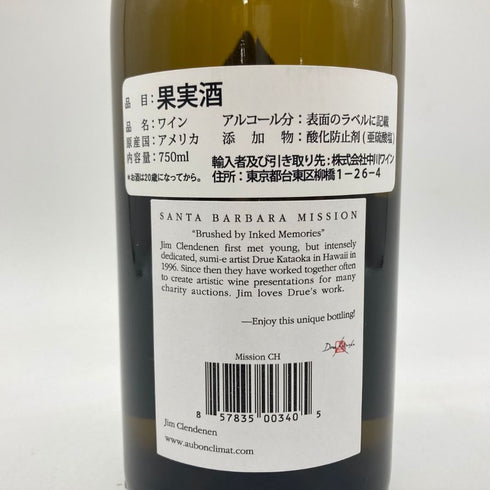 品　目：果実酒
品　名：ワイン　アルコール分：表面のラベルに記載
原産国：アメリカ　添　加　物：酸化防止剤(亜硫酸塩)
内容量：750ml　輸入者及び引き取り先：株式会社中川ワイン
＊お酒は20歳になってから。　住所：東京都台東区柳橋1-26-4
SANTA BARBARA MISSION
"Brushed by Inked Memories"
Jim Clendenen first met young, but intensely
dedicated, sumi-e artist Drue Kataoka in Hawaii in
1996. Since then they have worked together often
to create artistic wine presentations for many
charity auctions. Jim loves Drue's work.
—Enjoy this unique bottling!
Mission CH
8 57835 00340 5
Jim Clendenen
www.aubonclimat.com